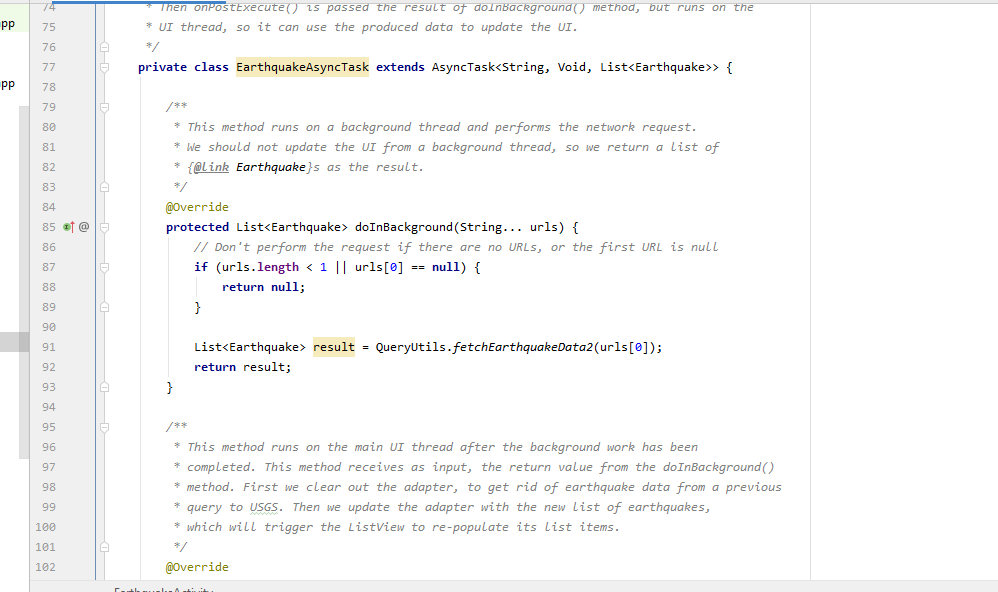 pp
pp
74 * Then onPostExecute() is passed the result of doInBackground() method, but runs on the
75 * UI thread, so it can use the produced data to update the UI.
76 */
77 private class EarthquakeAsyncTask extends AsyncTask<String, Void, List<Earthquake>> {
78
79 /**
80 * This method runs on a background thread and performs the network request.
81 * We should not update the UI from a background thread, so we return a list of
82 * {@link Earthquake}s as the result.
83 */
84 @Override
85 @ protected List<Earthquake> doInBackground(String... urls) {
86 // Don't perform the request if there are no URLs, or the first URL is null
87 if (urls.length < 1 || urls[0] == null) {
88 return null;
89 }
90
91 List<Earthquake> result = QueryUtils.fetchEarthquakeData2(urls[0]);
92 return result;
93 }
94
95 /**
96 * This method runs on the main UI thread after the background work has been
97 * completed. This method receives as input, the return value from the doInBackground()
98 * method. First we clear out the adapter, to get rid of earthquake data from a previous
99 * query to USGS. Then we update the adapter with the new list of earthquakes,
100 * which will trigger the ListView to re-populate its list items.
101 */
102 @Override
EarthquakeActivity